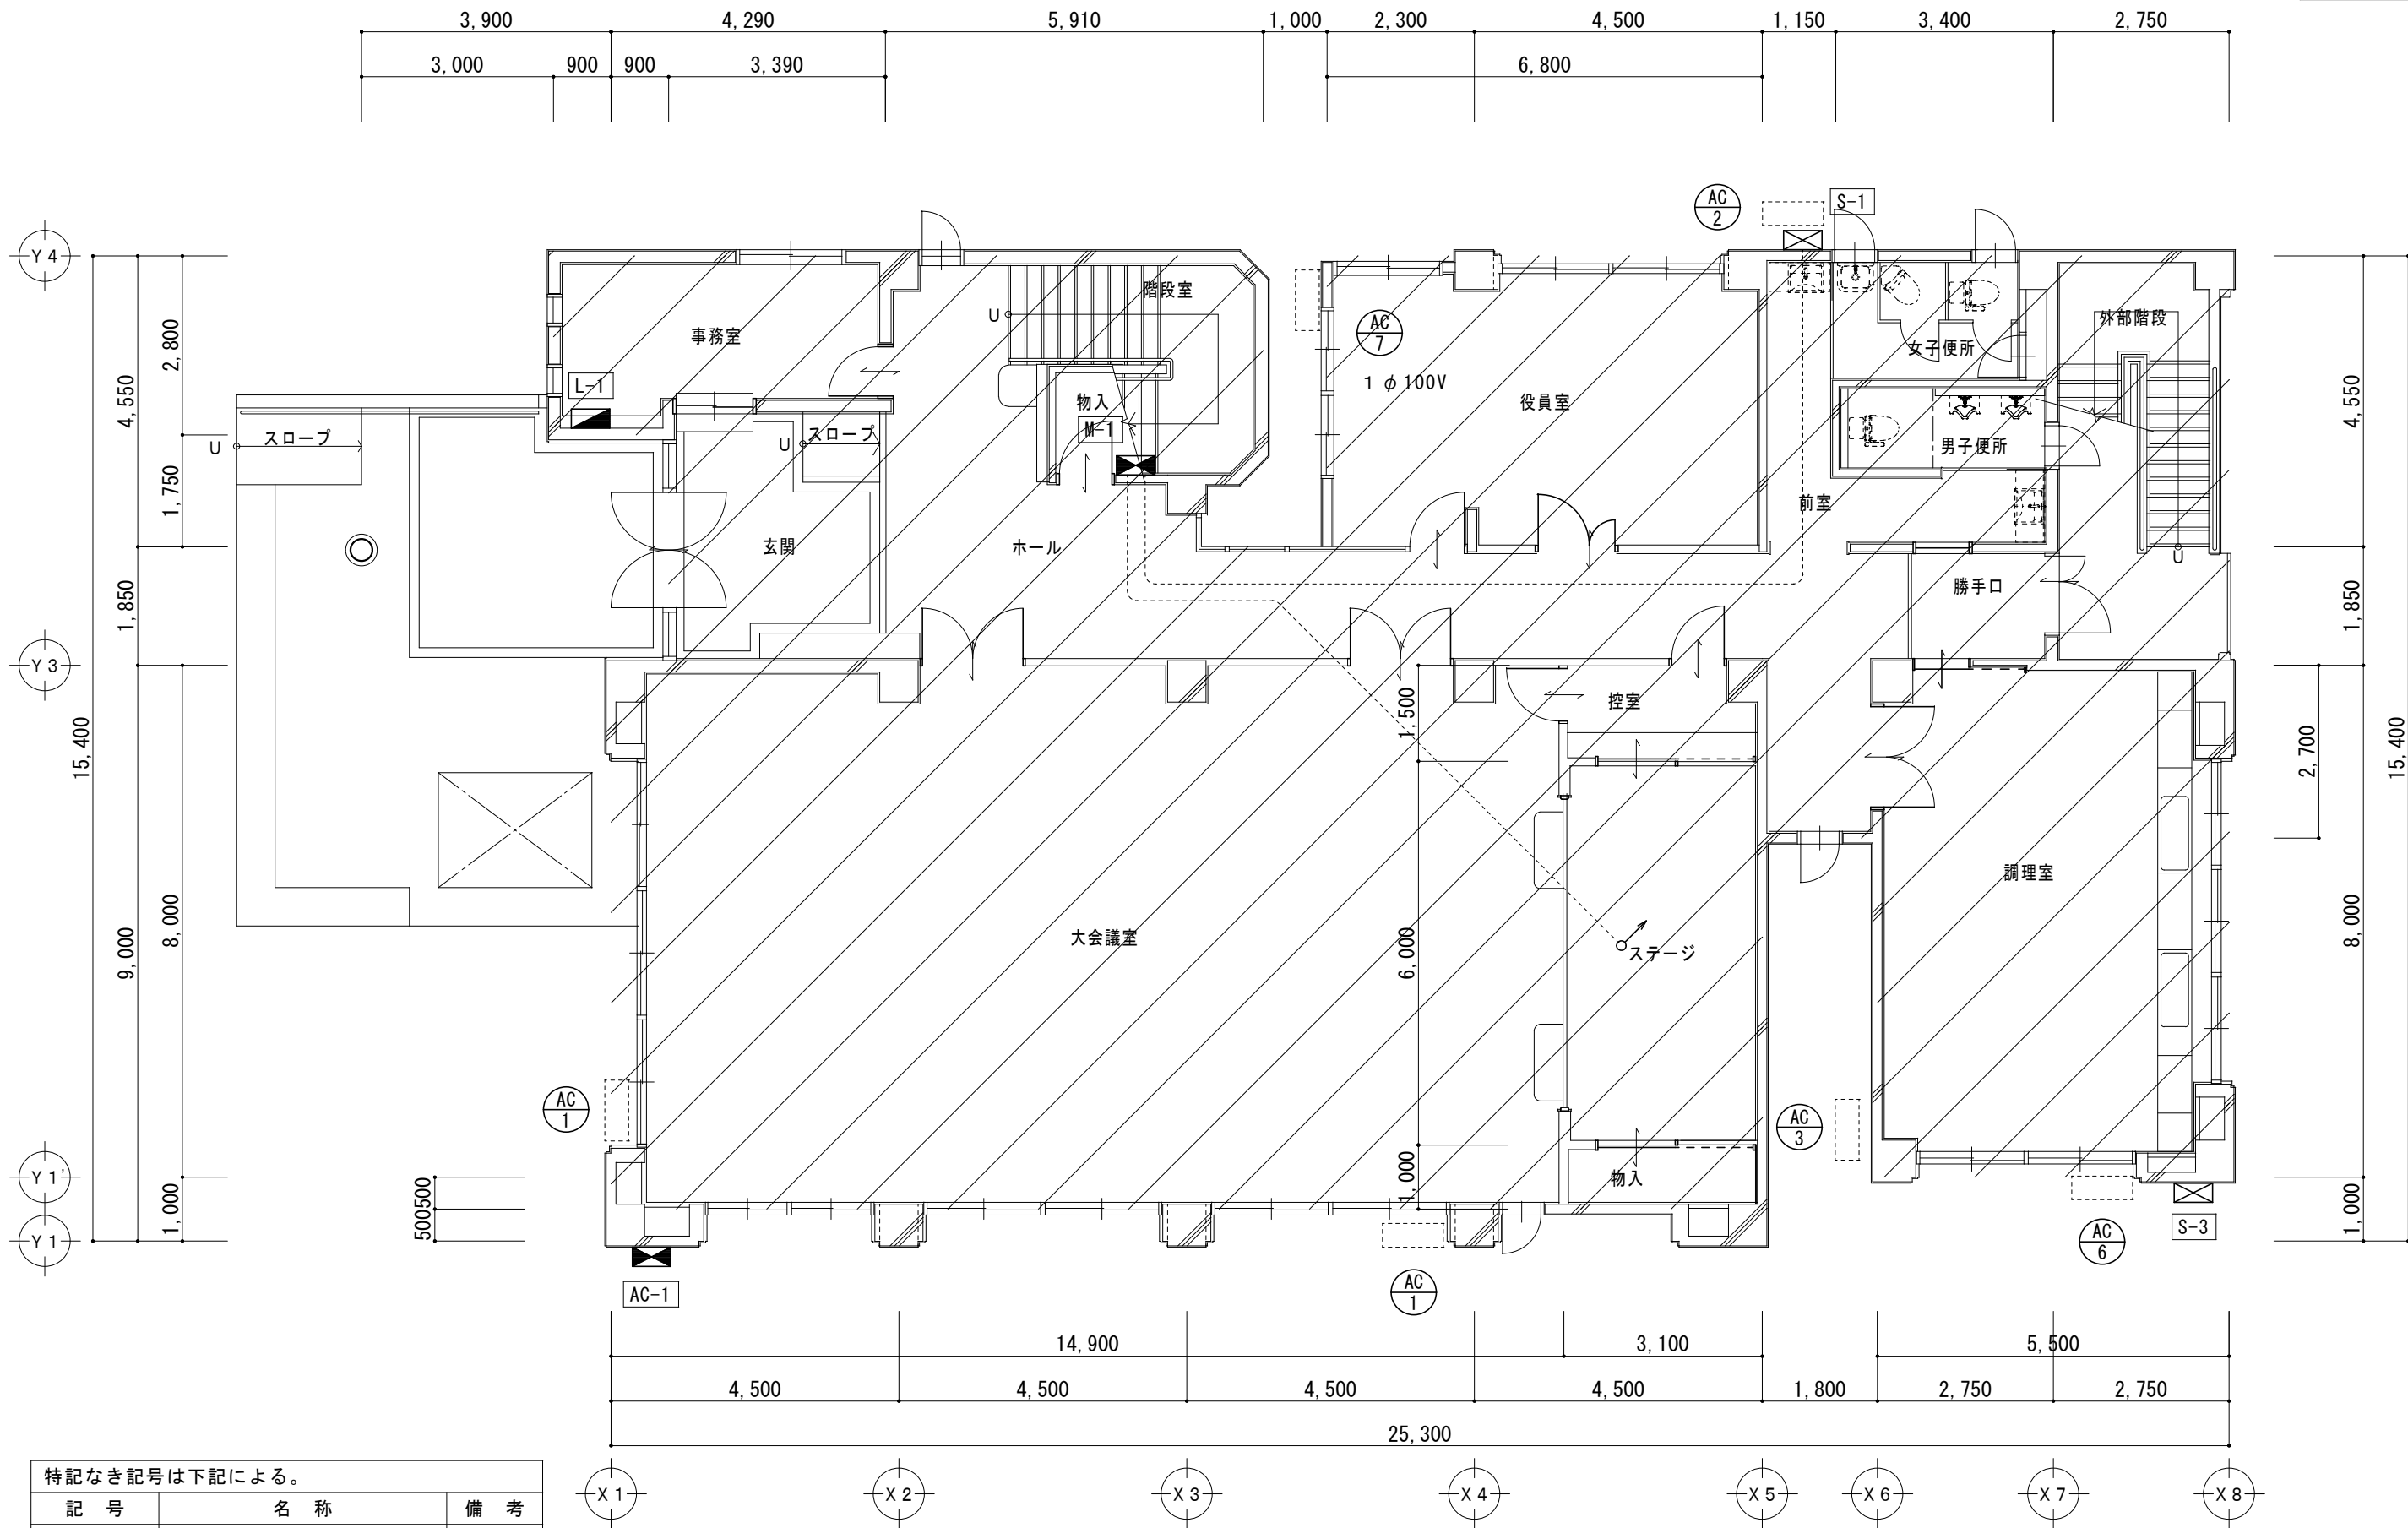 3,900 4,290 5,910 1,000 2,300 4,500 1,150 3,400 2,750
3,000 900 900 3,390 6,800
AC 2
S-1
Y4
階段室
U
事務室
AC 7
1φ100V
外部階段
女子便所
L-1
物入
役員室
M-1
スロープ
U
スロープ
U
男子便所
前室
玄関
ホール
U
勝手口
控室
調理室
大会議室
ステージ
物入
Y3
Y1'
Y1
15,400
4,550
1,850
9,000
2,800
1,750
8,000
1,000
500500
1,500
6,000
1,000
4,550
1,850
2,700
8,000
1,000
15,400
AC 1
AC 3
AC 6
S-3
AC-1
AC 1
14,900 3,100 5,500
4,500 4,500 4,500 4,500 1,800 2,750 2,750
25,300
X1 X2 X3 X4 X5 X6 X7 X8
特記なき記号は下記による。
記号 名称 備考